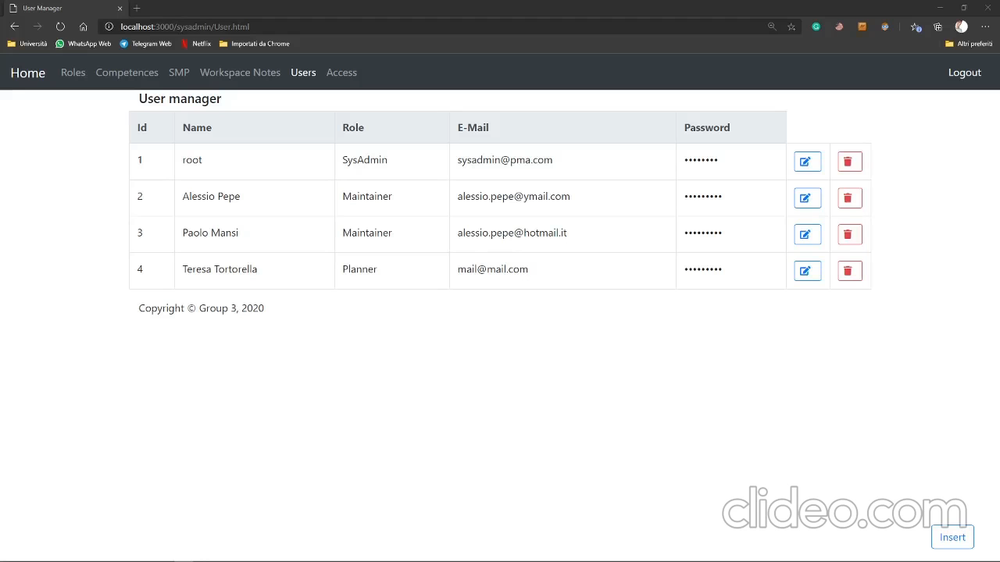 User Manager
localhost:3000/sysadmin/User.html
Università WhatsApp Web Telegram Web Netflix Importati da Chrome Altri preferiti
Home Roles Competences SMP Workspace Notes Users Access Logout
User manager
Id Name Role E-Mail Password
1 root SysAdmin sysadmin@pma.com ••••••••
2 Alessio Pepe Maintainer alessio.pepe@ymail.com •••••••••
3 Paolo Mansi Maintainer alessio.pepe@hotmail.it •••••••••
4 Teresa Tortorella Planner mail@mail.com •••••••••
Copyright © Group 3, 2020
clideo.com
Insert